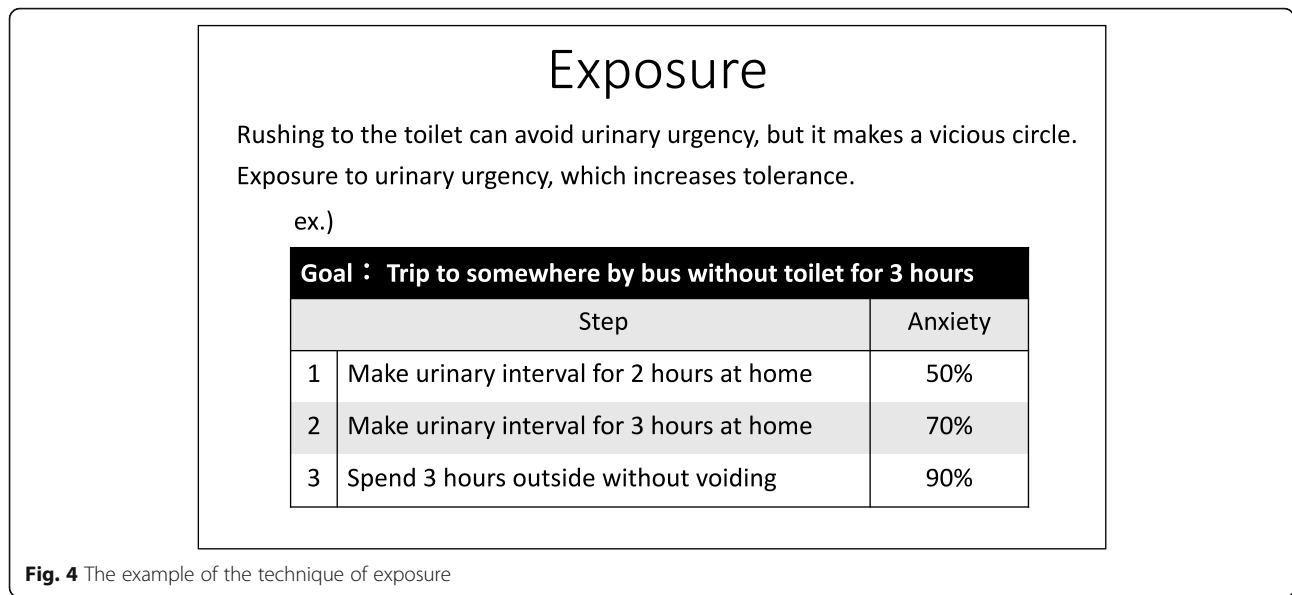 Exposure
Rushing to the toilet can avoid urinary urgency, but it makes a vicious circle.
Exposure to urinary urgency, which increases tolerance.
ex.)
Goal： Trip to somewhere by bus without toilet for 3 hours
Step Anxiety
1 Make urinary interval for 2 hours at home 50%
2 Make urinary interval for 3 hours at home 70%
3 Spend 3 hours outside without voiding 90%
Fig. 4 The example of the technique of exposure